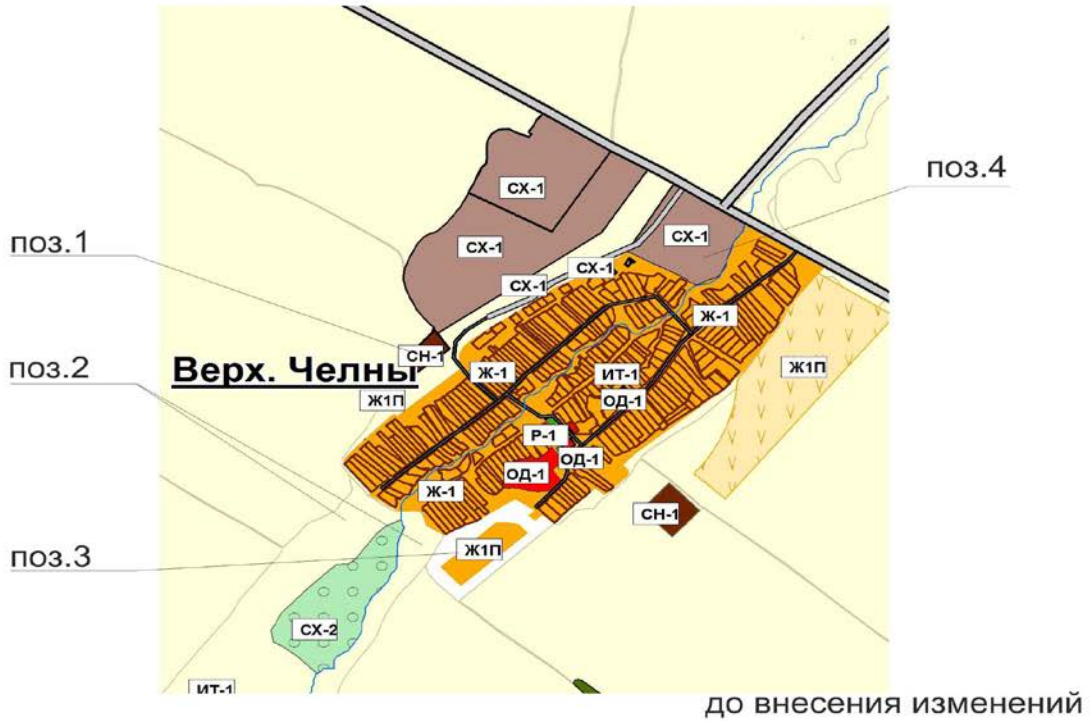 СХ-1
поз.4
СХ-1
СХ-1
поз.1
СХ-1
СХ-1
Ж-1
СН-1
Верх. Челны
поз.2
Ж-1
ИТ-1
Ж1П
Ж1П
ОД-1
Р-1
ОД-1
ОД-1
Ж-1
СН-1
поз.3
Ж1П
СХ-2
ИТ-1
до внесения изменений